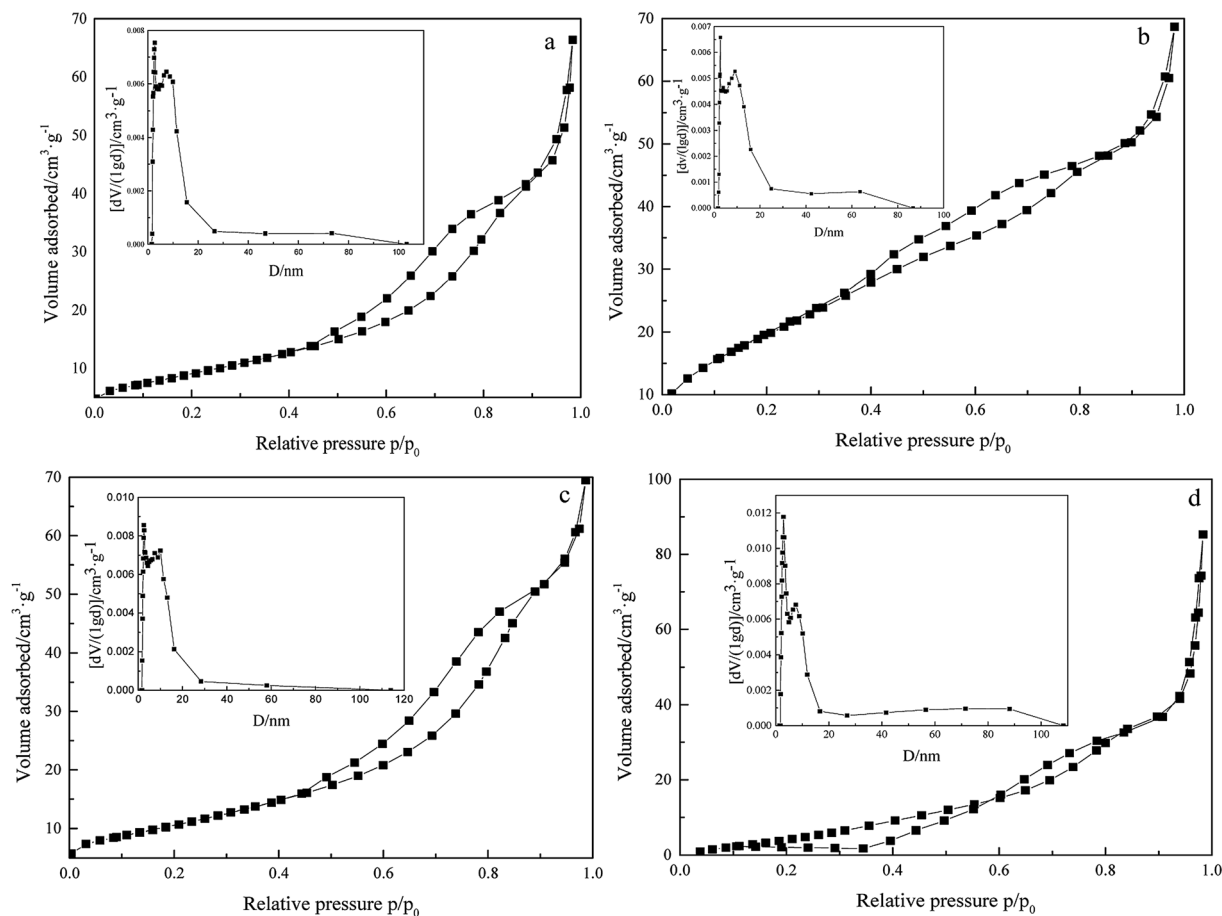 a
70
60
50
40
30
20
10
0.0 0.2 0.4 0.6 0.8 1.0
Volume adsorbed/cm³·g⁻¹
Relative pressure p/p₀
0.008
0.006
0.004
0.002
0.000
0 20 40 60 80 100
[dV/(1gd)]/cm³·g⁻¹
D/nm
b
70
60
50
40
30
20
10
0.0 0.2 0.4 0.6 0.8 1.0
Volume adsorbed/cm³·g⁻¹
Relative pressure p/p₀
0.007
0.006
0.005
0.004
0.003
0.002
0.001
0.000
0 20 40 60 80 100
[dv/(lgd)]/cm³·g⁻¹
D/nm
c
70
60
50
40
30
20
10
0.0 0.2 0.4 0.6 0.8 1.0
Volume adsorbed/cm³·g⁻¹
Relative pressure p/p₀
0.010
0.008
0.006
0.004
0.002
0.000
0 20 40 60 80 100 120
[dV/(1gd)]/cm³·g⁻¹
D/nm
d
100
80
60
40
20
0
0.0 0.2 0.4 0.6 0.8 1.0
Volume adsorbed/cm³·g⁻¹
Relative pressure p/p₀
0.012
0.010
0.008
0.006
0.004
0.002
0.000
0 20 40 60 80 100
[dV/(1gd)]/cm³·g⁻¹
D/nm